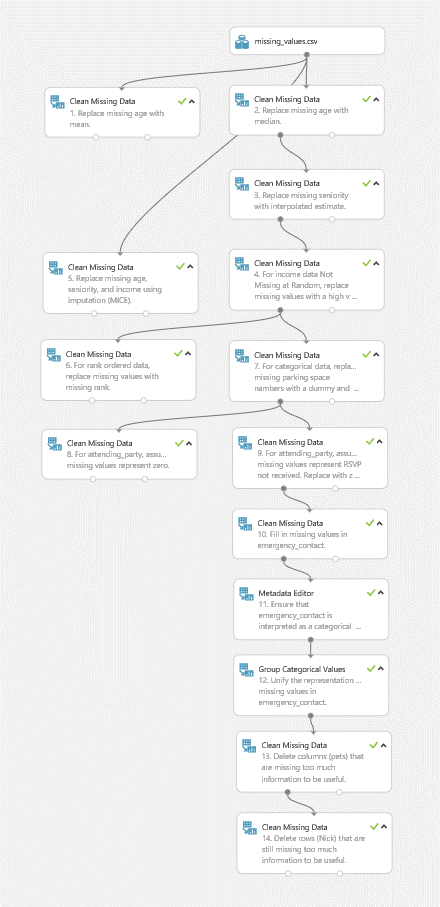 missing_values.csv
Clean Missing Data
1. Replace missing age with
mean.
Clean Missing Data
2. Replace missing age with
median.
Clean Missing Data
3. Replace seniority
with interpolated estimate.
Clean Missing Data
4. For income data Not
Missing at Random, replace
missing values with a high v ...
Clean Missing Data
5. Replace missing age,
seniority, and income using
imputation (MICE).
Clean Missing Data
6. For rank ordered data,
replace missing values with
missing rank.
Clean Missing Data
7. For categorical data, repla...
missing parking space
nambers with a dummy and ...
Clean Missing Data
8. For attending_party, assu...
missing values represent zero.
Clean Missing Data
9. For attending_party, assu...
missing values represent RSVP
not received. Replace with z ...
Clean Missing Data
10. Fill in missing values in
emergency_contact.
Metadata Editor
11. Ensure that
emergency_contact is
interpreted as a categorical ...
Group Categorical Values
12. Unify the representation ...
missing values in
emergency_contact.
Clean Missing Data
13. Delete columns (pets) that
are missing too much
information to be useful.
Clean Missing Data
14. Delete rows (Nick) that are
still missing too much
information to be useful.